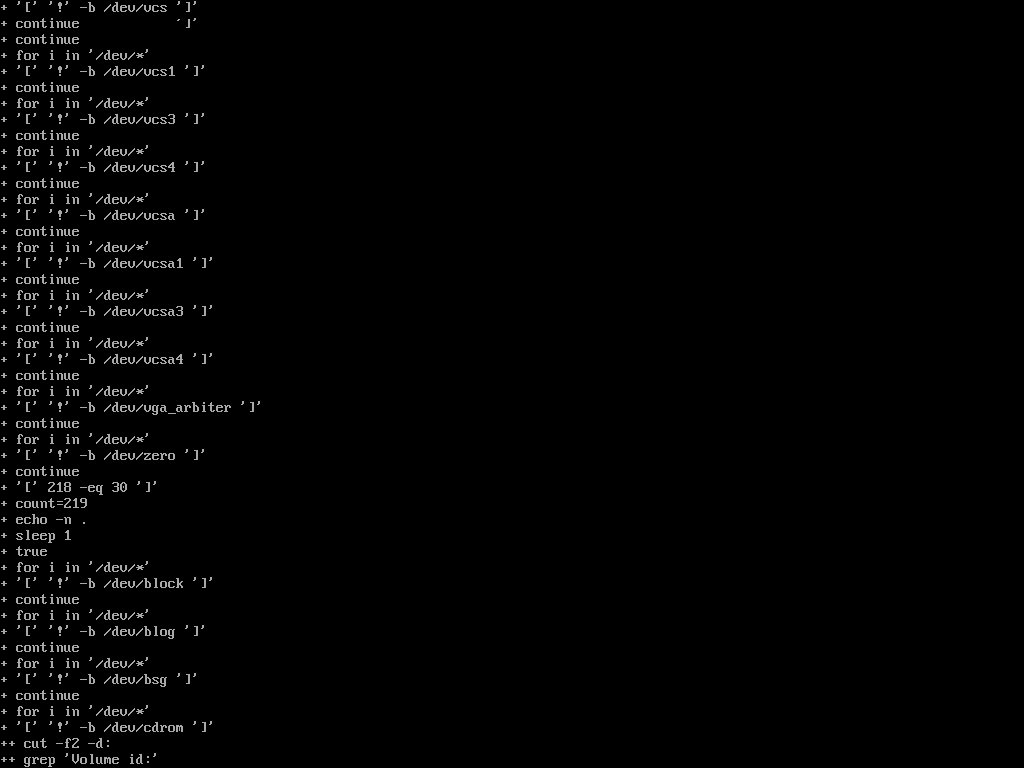 + '[' '!' -b /dev/vcs ']'
+ continue            ']'
+ continue
+ for i in '/dev/*'
+ '[' '!' -b /dev/vcs1 ']'
+ continue
+ for i in '/dev/*'
+ '[' '!' -b /dev/vcs3 ']'
+ continue
+ for i in '/dev/*'
+ '[' '!' -b /dev/vcs4 ']'
+ continue
+ for i in '/dev/*'
+ '[' '!' -b /dev/vcsa ']'
+ continue
+ for i in '/dev/*'
+ '[' '!' -b /dev/vcsa1 ']'
+ continue
+ for i in '/dev/*'
+ '[' '!' -b /dev/vcsa3 ']'
+ continue
+ for i in '/dev/*'
+ '[' '!' -b /dev/vcsa4 ']'
+ continue
+ for i in '/dev/*'
+ '[' '!' -b /dev/vga_arbiter ']'
+ continue
+ for i in '/dev/*'
+ '[' '!' -b /dev/zero ']'
+ continue
+ '[' 218 -eq 30 ']'
+ count=219
+ echo -n .
+ sleep 1
+ true
+ for i in '/dev/*'
+ '[' '!' -b /dev/block ']'
+ continue
+ for i in '/dev/*'
+ '[' '!' -b /dev/blog ']'
+ continue
+ for i in '/dev/*'
+ '[' '!' -b /dev/bsg ']'
+ continue
+ for i in '/dev/*'
+ '[' '!' -b /dev/cdrom ']'
++ cut -f2 -d:
++ grep 'Volume id:'